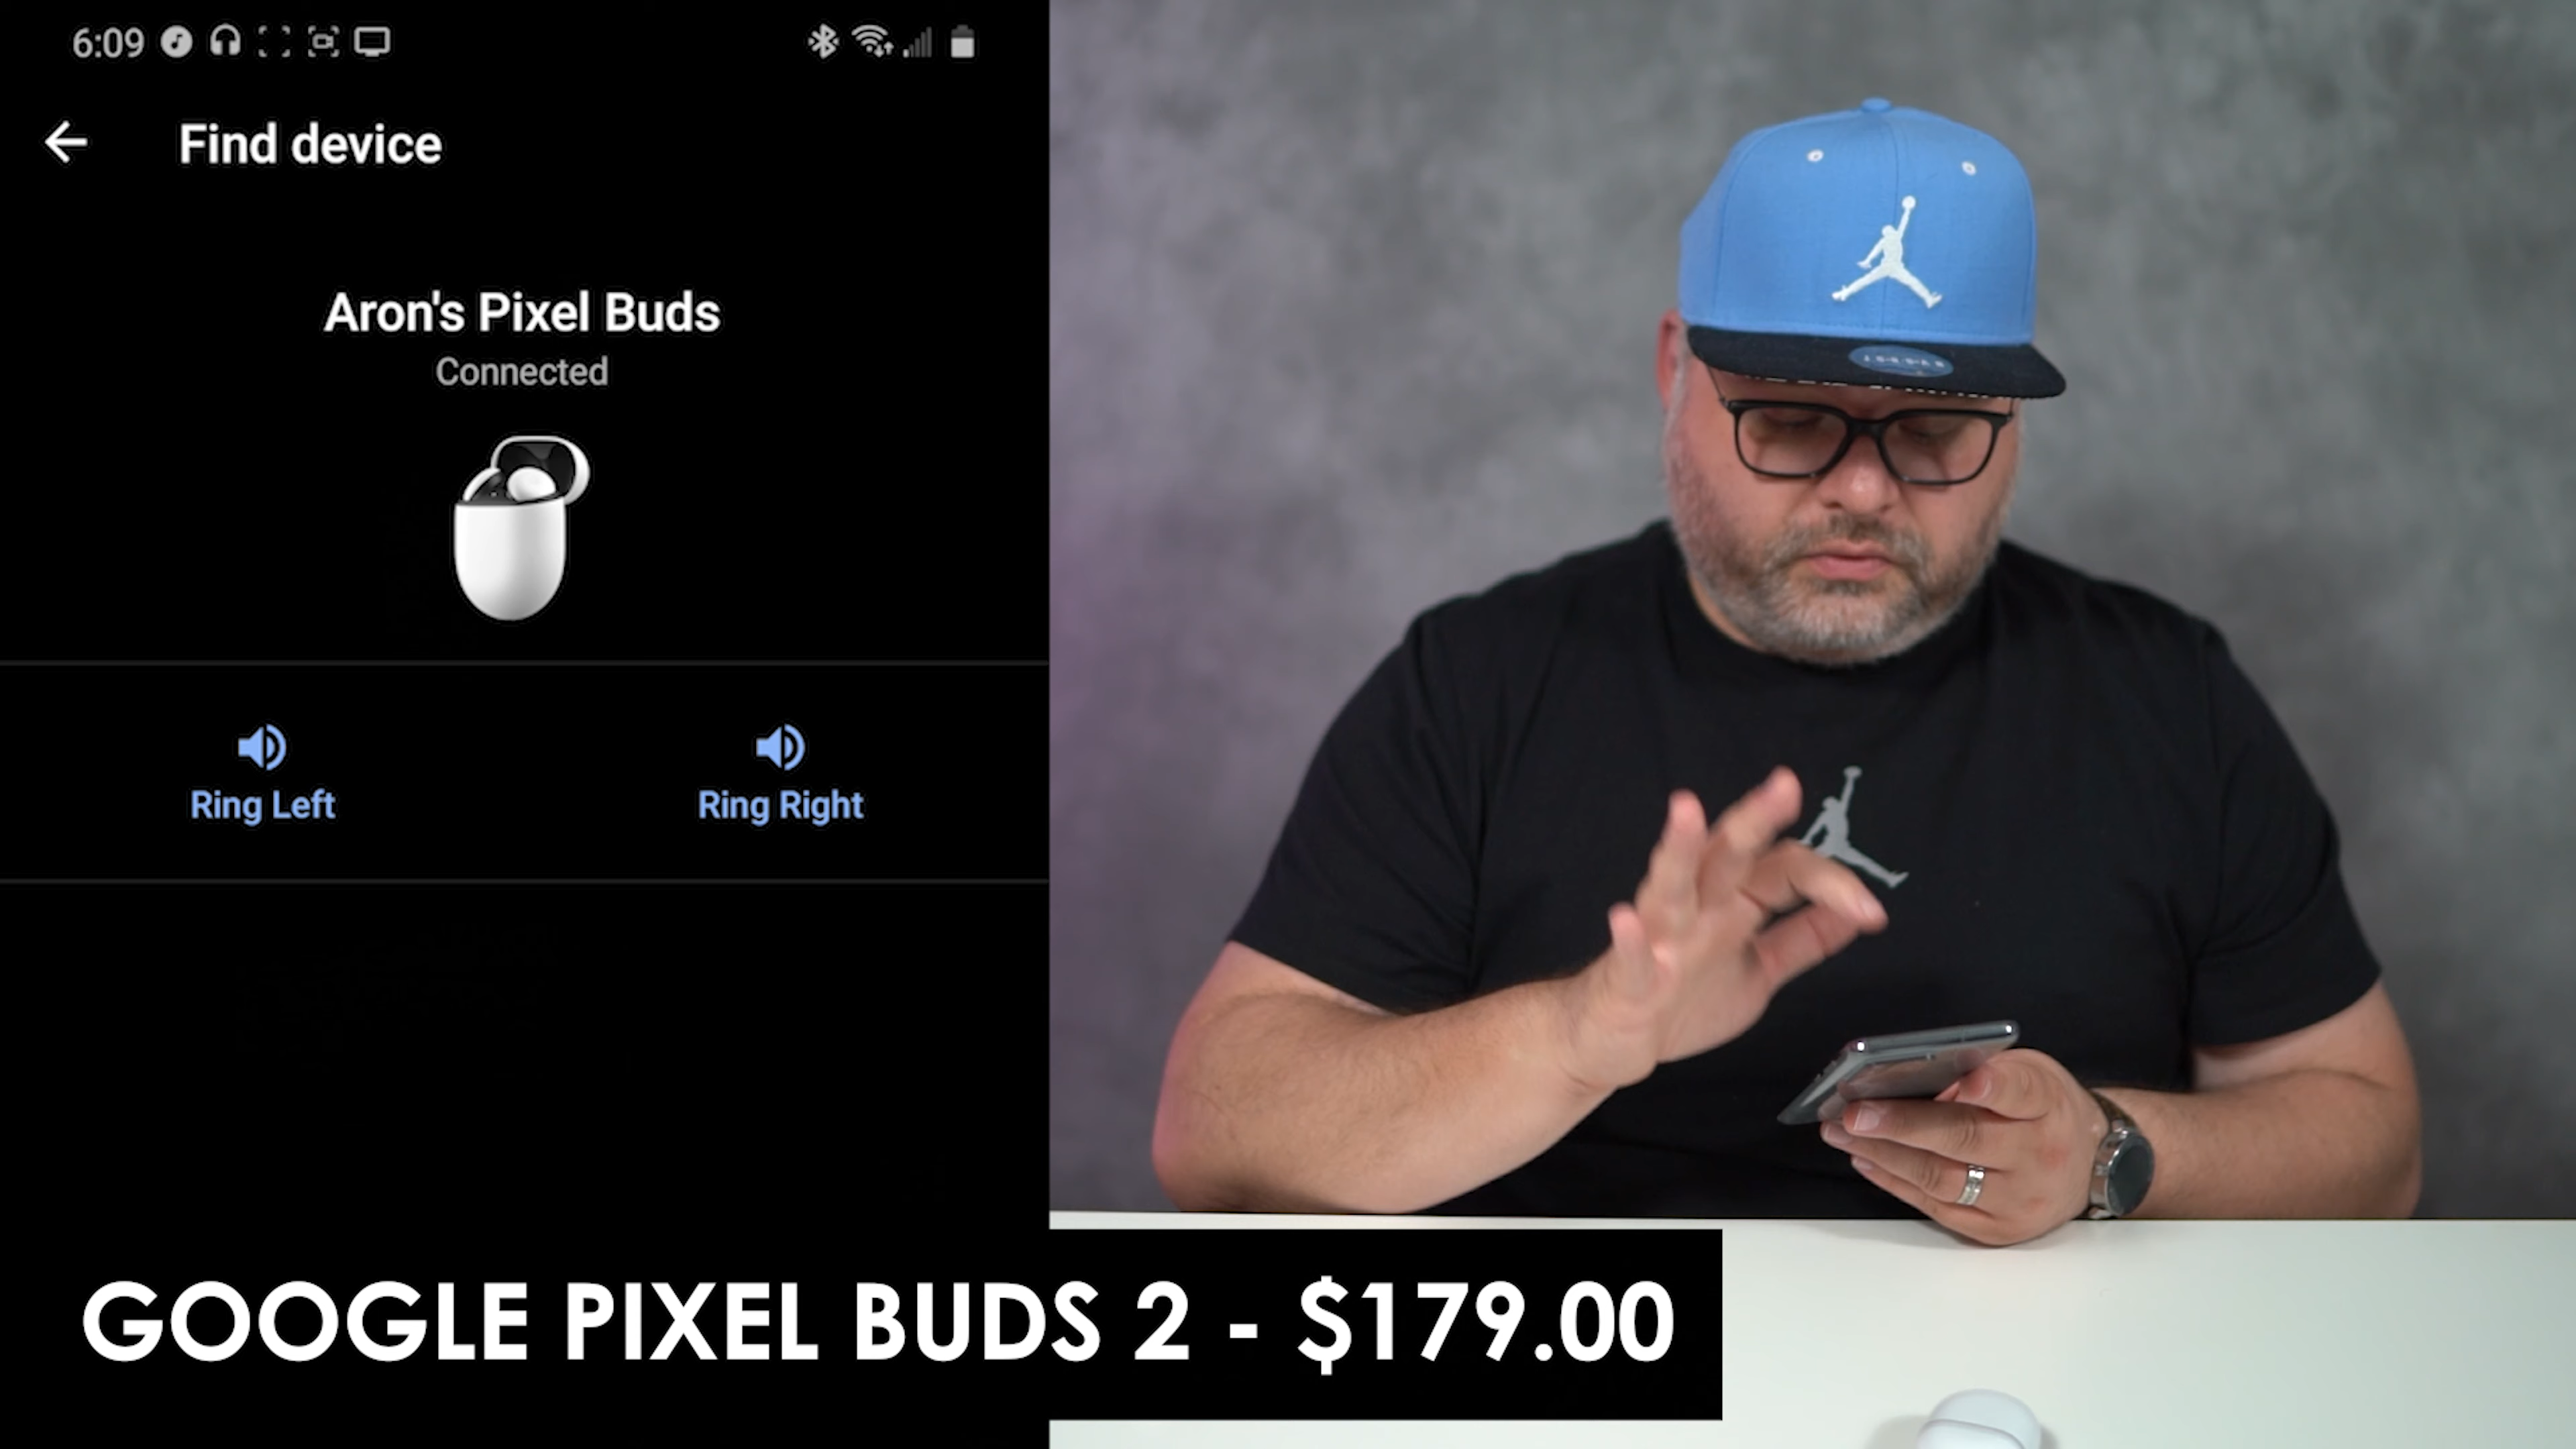 6:09
Find device
Aron's Pixel Buds
Connected
Ring Left
Ring Right
GOOGLE PIXEL BUDS 2 - $179.00